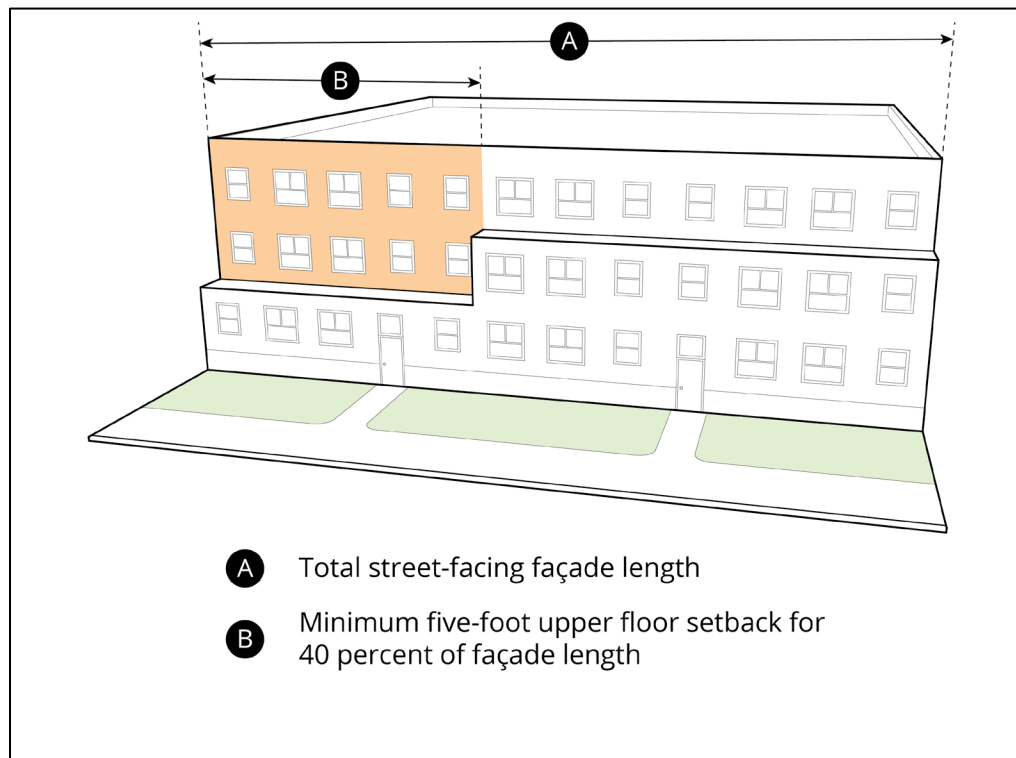 A
B
A Total street-facing façade length
B Minimum five-foot upper floor setback for
40 percent of façade length